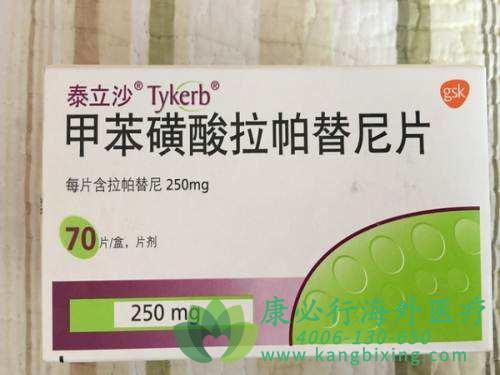 泰立沙® Tykerb®
gsk
甲苯磺酸拉帕替尼片
每片含拉帕替尼 250mg
70片/盒，片剂
250 mg
康必行海外医疗
4006-130-650
www.kangbixing.com